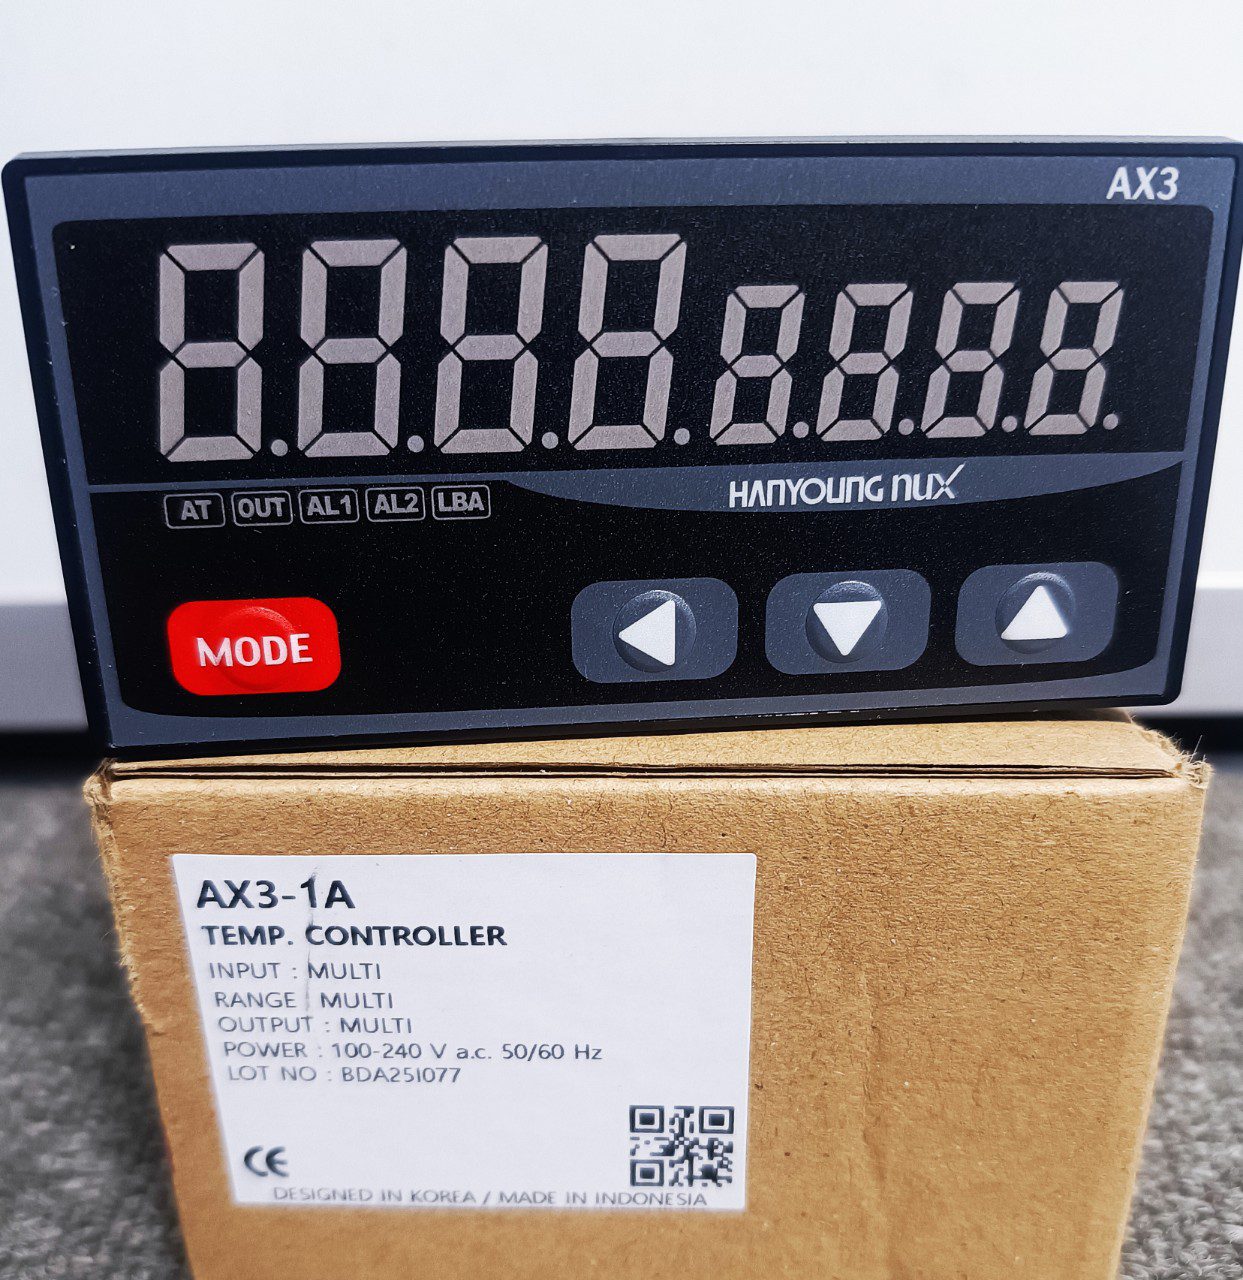 AX3
HANYOUNG nux
AT OUT AL1 AL2 LBA
MODE
AX3-1A
TEMP. CONTROLLER
INPUT : MULTI
RANGE : MULTI
OUTPUT : MULTI
POWER : 100-240 V a.c. 50/60 Hz
LOT NO : BDA25I077
CE
DESIGNED IN KOREA / MADE IN INDONESIA